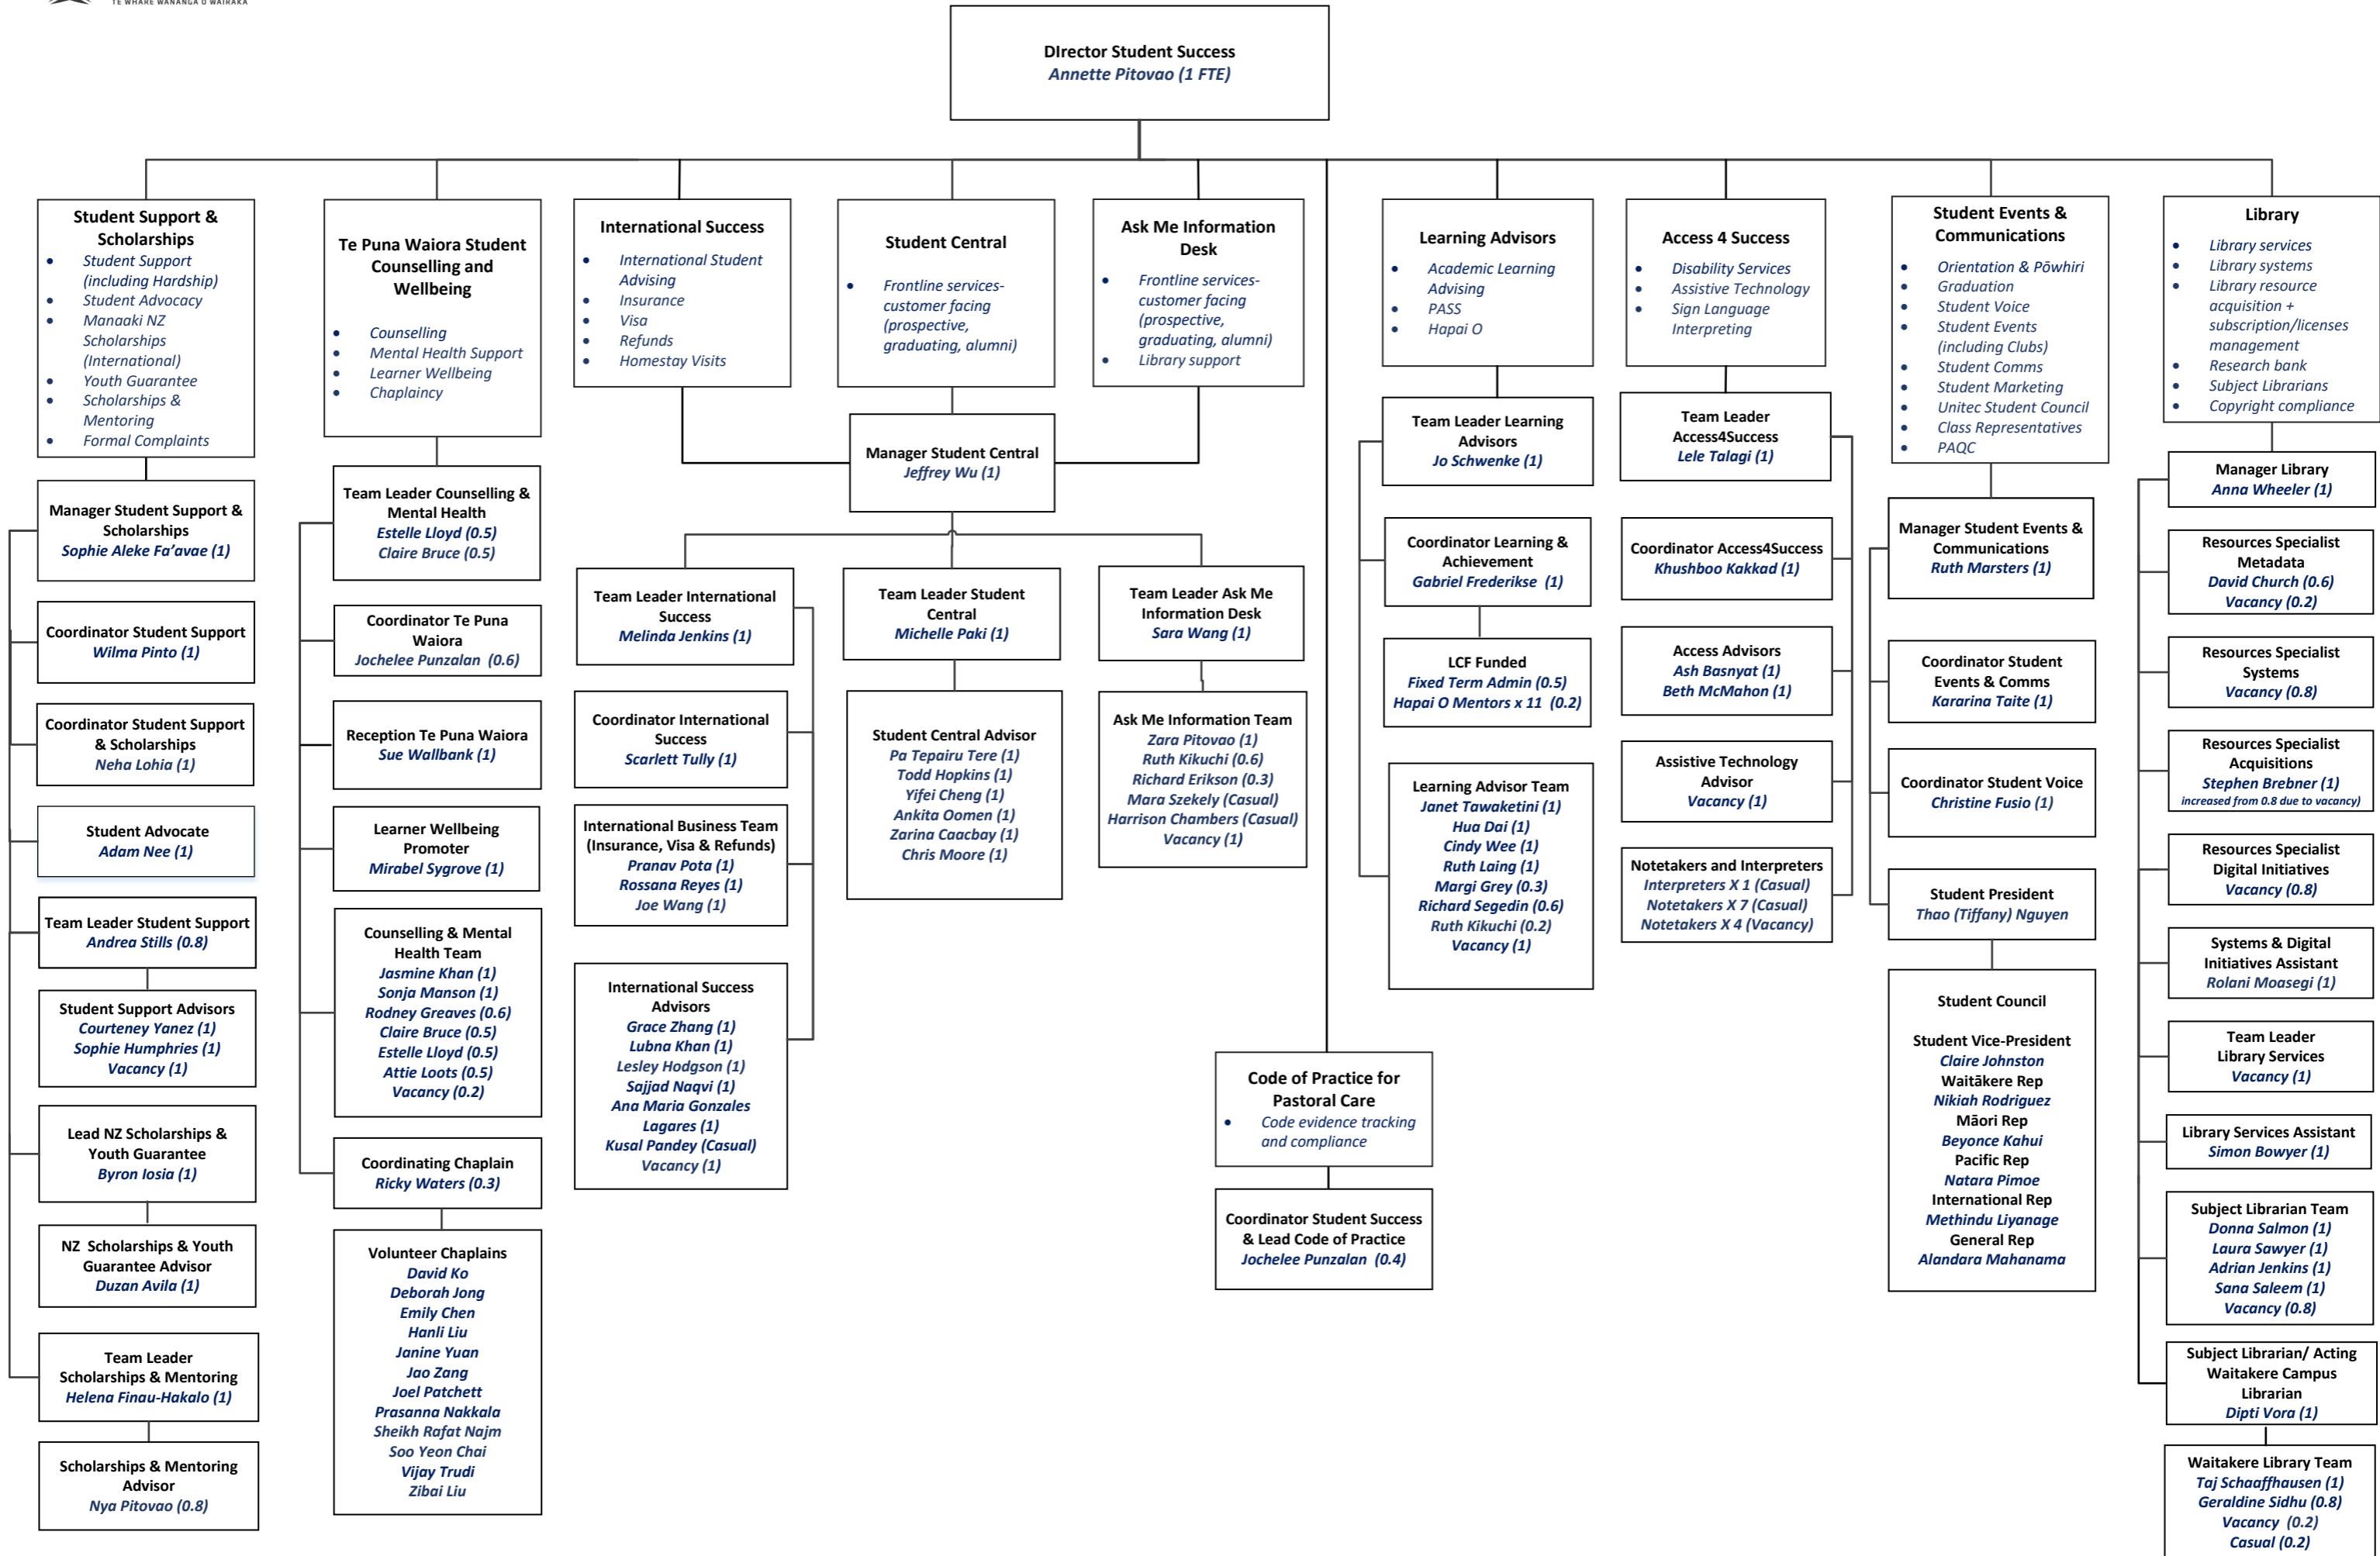 TE WHARE WĀNANGA O WAIRAKA
DIrector Student Success
Annette Pitovao (1 FTE)
Student Support &
Scholarships
• Student Support
(including Hardship)
• Student Advocacy
• Manaaki NZ
Scholarships
(International)
• Youth Guarantee
• Scholarships &
Mentoring
• Formal Complaints
Manager Student Support &
Scholarships
Sophie Aleke Fa’avae (1)
Coordinator Student Support
Wilma Pinto (1)
Coordinator Student Support
& Scholarships
Neha Lohia (1)
Student Advocate
Adam Nee (1)
Team Leader Student Support
Andrea Stills (0.8)
Student Support Advisors
Courteney Yanez (1)
Sophie Humphries (1)
Vacancy (1)
Lead NZ Scholarships &
Youth Guarantee
Byron Iosia (1)
NZ Scholarships & Youth
Guarantee Advisor
Duzan Avila (1)
Team Leader
Scholarships & Mentoring
Helena Finau-Hakalo (1)
Scholarships & Mentoring
Advisor
Nya Pitovao (0.8)
Te Puna Waiora Student
Counselling and
Wellbeing
• Counselling
• Mental Health Support
• Learner Wellbeing
• Chaplaincy
Team Leader Counselling &
Mental Health
Estelle Lloyd (0.5)
Claire Bruce (0.5)
Coordinator Te Puna
Waiora
Jochelee Punzalan (0.6)
Reception Te Puna Waiora
Sue Wallbank (1)
Learner Wellbeing
Promoter
Mirabel Sygrove (1)
Counselling & Mental
Health Team
Jasmine Khan (1)
Sonja Manson (1)
Rodney Greaves (0.6)
Claire Bruce (0.5)
Estelle Lloyd (0.5)
Attie Loots (0.5)
Vacancy (0.2)
Coordinating Chaplain
Ricky Waters (0.3)
Volunteer Chaplains
David Ko
Deborah Jong
Emily Chen
Hanli Liu
Janine Yuan
Jao Zang
Joel Patchett
Prasanna Nakkala
Sheikh Rafat Najm
Soo Yeon Chai
Vijay Trudi
Zibai Liu
International Success
• International Student
Advising
• Insurance
• Visa
• Refunds
• Homestay Visits
Student Central
• Frontline services-
customer facing
(prospective,
graduating, alumni)
Ask Me Information
Desk
• Frontline services-
customer facing
(prospective,
graduating, alumni)
• Library support
Manager Student Central
Jeffrey Wu (1)
Team Leader International
Success
Melinda Jenkins (1)
Coordinator International
Success
Scarlett Tully (1)
International Business Team
(Insurance, Visa & Refunds)
Pranav Pota (1)
Rossana Reyes (1)
Joe Wang (1)
International Success
Advisors
Grace Zhang (1)
Lubna Khan (1)
Lesley Hodgson (1)
Sajjad Naqvi (1)
Ana Maria Gonzales
Lagares (1)
Kusal Pandey (Casual)
Vacancy (1)
Team Leader Student
Central
Michelle Paki (1)
Student Central Advisor
Pa Tepairu Tere (1)
Todd Hopkins (1)
Yifei Cheng (1)
Ankita Oomen (1)
Zarina Caacbay (1)
Chris Moore (1)
Team Leader Ask Me
Information Desk
Sara Wang (1)
Ask Me Information Team
Zara Pitovao (1)
Ruth Kikuchi (0.6)
Richard Erikson (0.3)
Mara Szekely (Casual)
Harrison Chambers (Casual)
Vacancy (1)
Code of Practice for
Pastoral Care
• Code evidence tracking
and compliance
Coordinator Student Success
& Lead Code of Practice
Jochelee Punzalan (0.4)
Learning Advisors
• Academic Learning
Advising
• PASS
• Hapai O
Team Leader Learning
Advisors
Jo Schwenke (1)
Coordinator Learning &
Achievement
Gabriel Frederikse (1)
LCF Funded
Fixed Term Admin (0.5)
Hapai O Mentors x 11 (0.2)
Learning Advisor Team
Janet Tawaketini (1)
Hua Dai (1)
Cindy Wee (1)
Ruth Laing (1)
Margi Grey (0.3)
Richard Segedin (0.6)
Ruth Kikuchi (0.2)
Vacancy (1)
Access 4 Success
• Disability Services
• Assistive Technology
• Sign Language
Interpreting
Team Leader
Access4Success
Lele Talagi (1)
Coordinator Access4Success
Khushboo Kakkad (1)
Access Advisors
Ash Basnyat (1)
Beth McMahon (1)
Assistive Technology
Advisor
Vacancy (1)
Notetakers and Interpreters
Interpreters X 1 (Casual)
Notetakers X 7 (Casual)
Notetakers X 4 (Vacancy)
Student Events &
Communications
• Orientation & Pōwhiri
• Graduation
• Student Voice
• Student Events
(including Clubs)
• Student Comms
• Student Marketing
• Unitec Student Council
• Class Representatives
• PAQC
Manager Student Events &
Communications
Ruth Marsters (1)
Coordinator Student
Events & Comms
Kararina Taite (1)
Coordinator Student Voice
Christine Fusio (1)
Student President
Thao (Tiffany) Nguyen
Student Council
Student Vice-President
Claire Johnston
Waitākere Rep
Nikiah Rodriguez
Māori Rep
Beyonce Kahui
Pacific Rep
Natara Pimoe
International Rep
Methindu Liyanage
General Rep
Alandara Mahanama
Library
• Library services
• Library systems
• Library resource
acquisition +
subscription/licenses
management
• Research bank
• Subject Librarians
• Copyright compliance
Manager Library
Anna Wheeler (1)
Resources Specialist
Metadata
David Church (0.6)
Vacancy (0.2)
Resources Specialist
Systems
Vacancy (0.8)
Resources Specialist
Acquisitions
Stephen Brebner (1)
increased from 0.8 due to vacancy)
Resources Specialist
Digital Initiatives
Vacancy (0.8)
Systems & Digital
Initiatives Assistant
Rolani Moasegi (1)
Team Leader
Library Services
Vacancy (1)
Library Services Assistant
Simon Bowyer (1)
Subject Librarian Team
Donna Salmon (1)
Laura Sawyer (1)
Adrian Jenkins (1)
Sana Saleem (1)
Vacancy (0.8)
Subject Librarian/ Acting
Waitakere Campus
Librarian
Dipti Vora (1)
Waitakere Library Team
Taj Schaaffhausen (1)
Geraldine Sidhu (0.8)
Vacancy (0.2)
Casual (0.2)